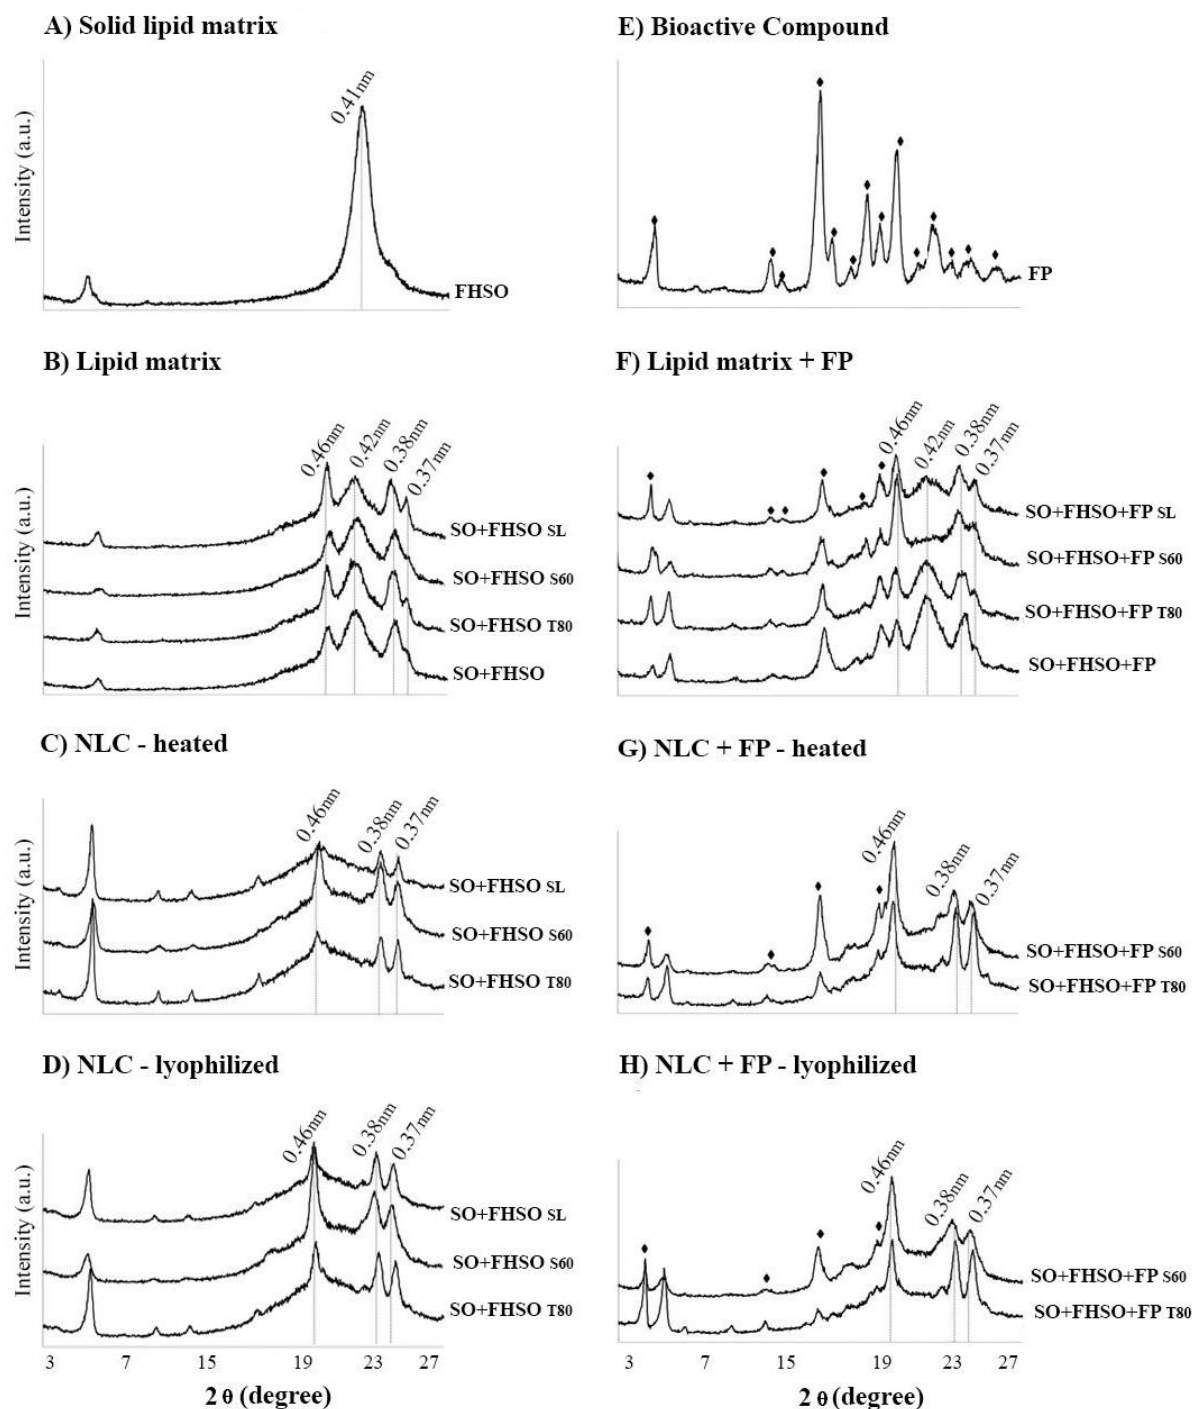 A) Solid lipid matrix
Intensity (a.u.)
0.41nm
FHSO
B) Lipid matrix
Intensity (a.u.)
0.46nm
0.42nm
0.38nm
0.37nm
SO+FHSO SL
SO+FHSO S60
SO+FHSO T80
SO+FHSO
C) NLC - heated
Intensity (a.u.)
0.46nm
0.38nm
0.37nm
SO+FHSO SL
SO+FHSO S60
SO+FHSO T80
D) NLC - lyophilized
Intensity (a.u.)
0.46nm
0.38nm
0.37nm
SO+FHSO SL
SO+FHSO S60
SO+FHSO T80
3 7 15 19 23 27
2 θ (degree)
E) Bioactive Compound
FP
F) Lipid matrix + FP
0.46nm
0.42nm
0.38nm
0.37nm
SO+FHSO+FP SL
SO+FHSO+FP S60
SO+FHSO+FP T80
SO+FHSO+FP
G) NLC + FP - heated
0.46nm
0.38nm
0.37nm
SO+FHSO+FP S60
SO+FHSO+FP T80
H) NLC + FP - lyophilized
0.46nm
0.38nm
0.37nm
SO+FHSO+FP S60
SO+FHSO+FP T80
3 7 15 19 23 27
2 θ (degree)